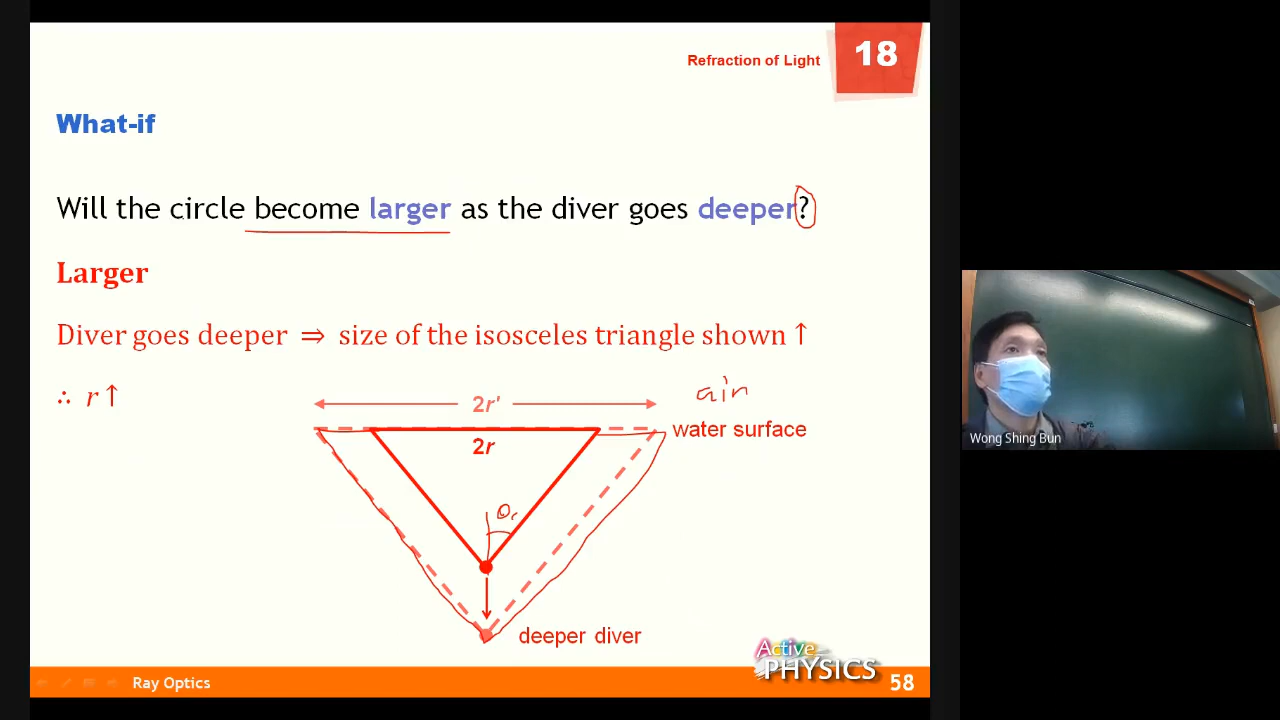 Refraction of Light
18
What-if
Will the circle become larger as the diver goes deeper?
Larger
Diver goes deeper ⇒ size of the isosceles triangle shown ↑
∴ r ↑
air
2r'
water surface
2r
θc
deeper diver
Wong Shing Bun
Active
PHYSICS
Ray Optics
58